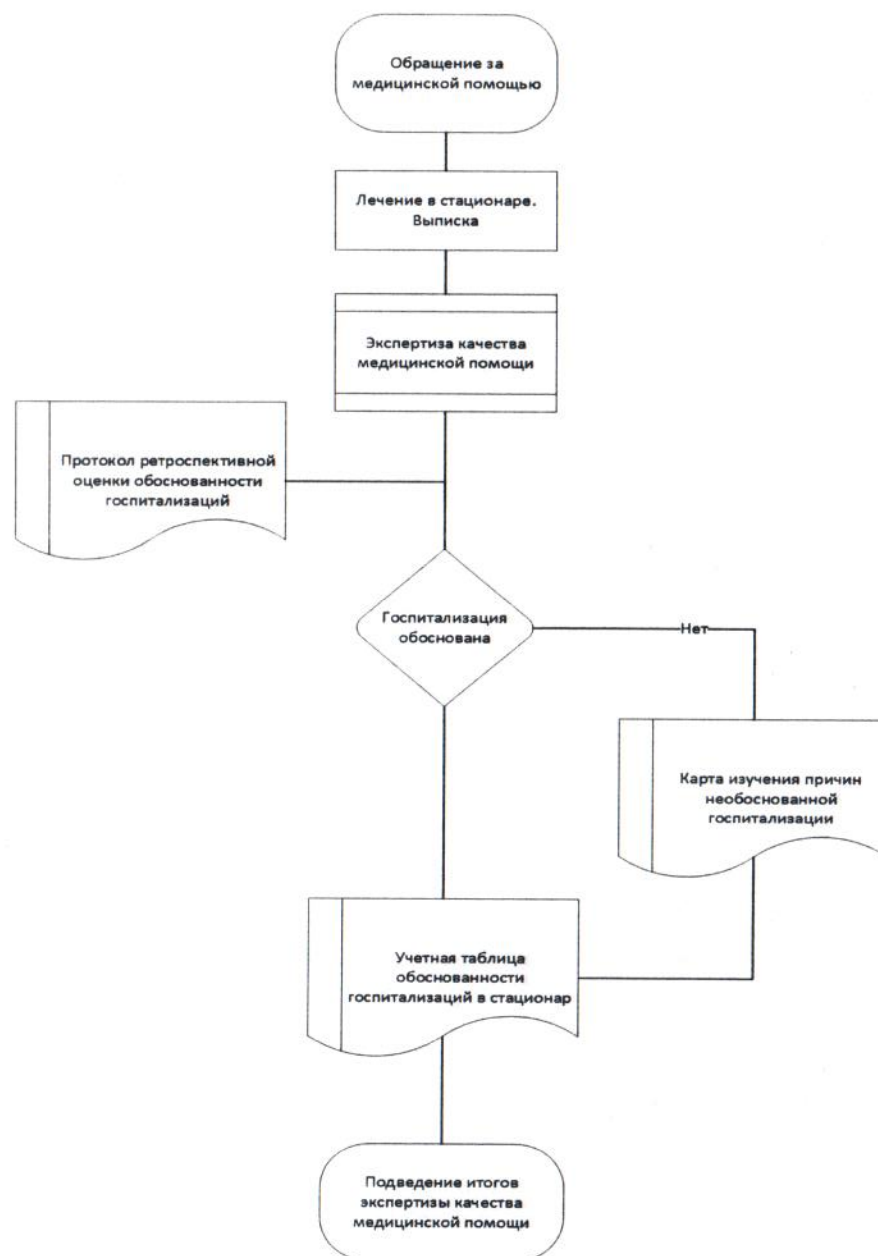 Обращение за
медицинской помощью
Лечение в стационаре.
Выписка
Экспертиза качества
медицинской помощи
Протокол ретроспективной
оценки обоснованности
госпитализаций
Госпитализация
обоснована
Нет
Карта изучения причин
необоснованной
госпитализации
Учетная таблица
обоснованности
госпитализаций в стационар
Подведение итогов
экспертизы качества
медицинской помощи